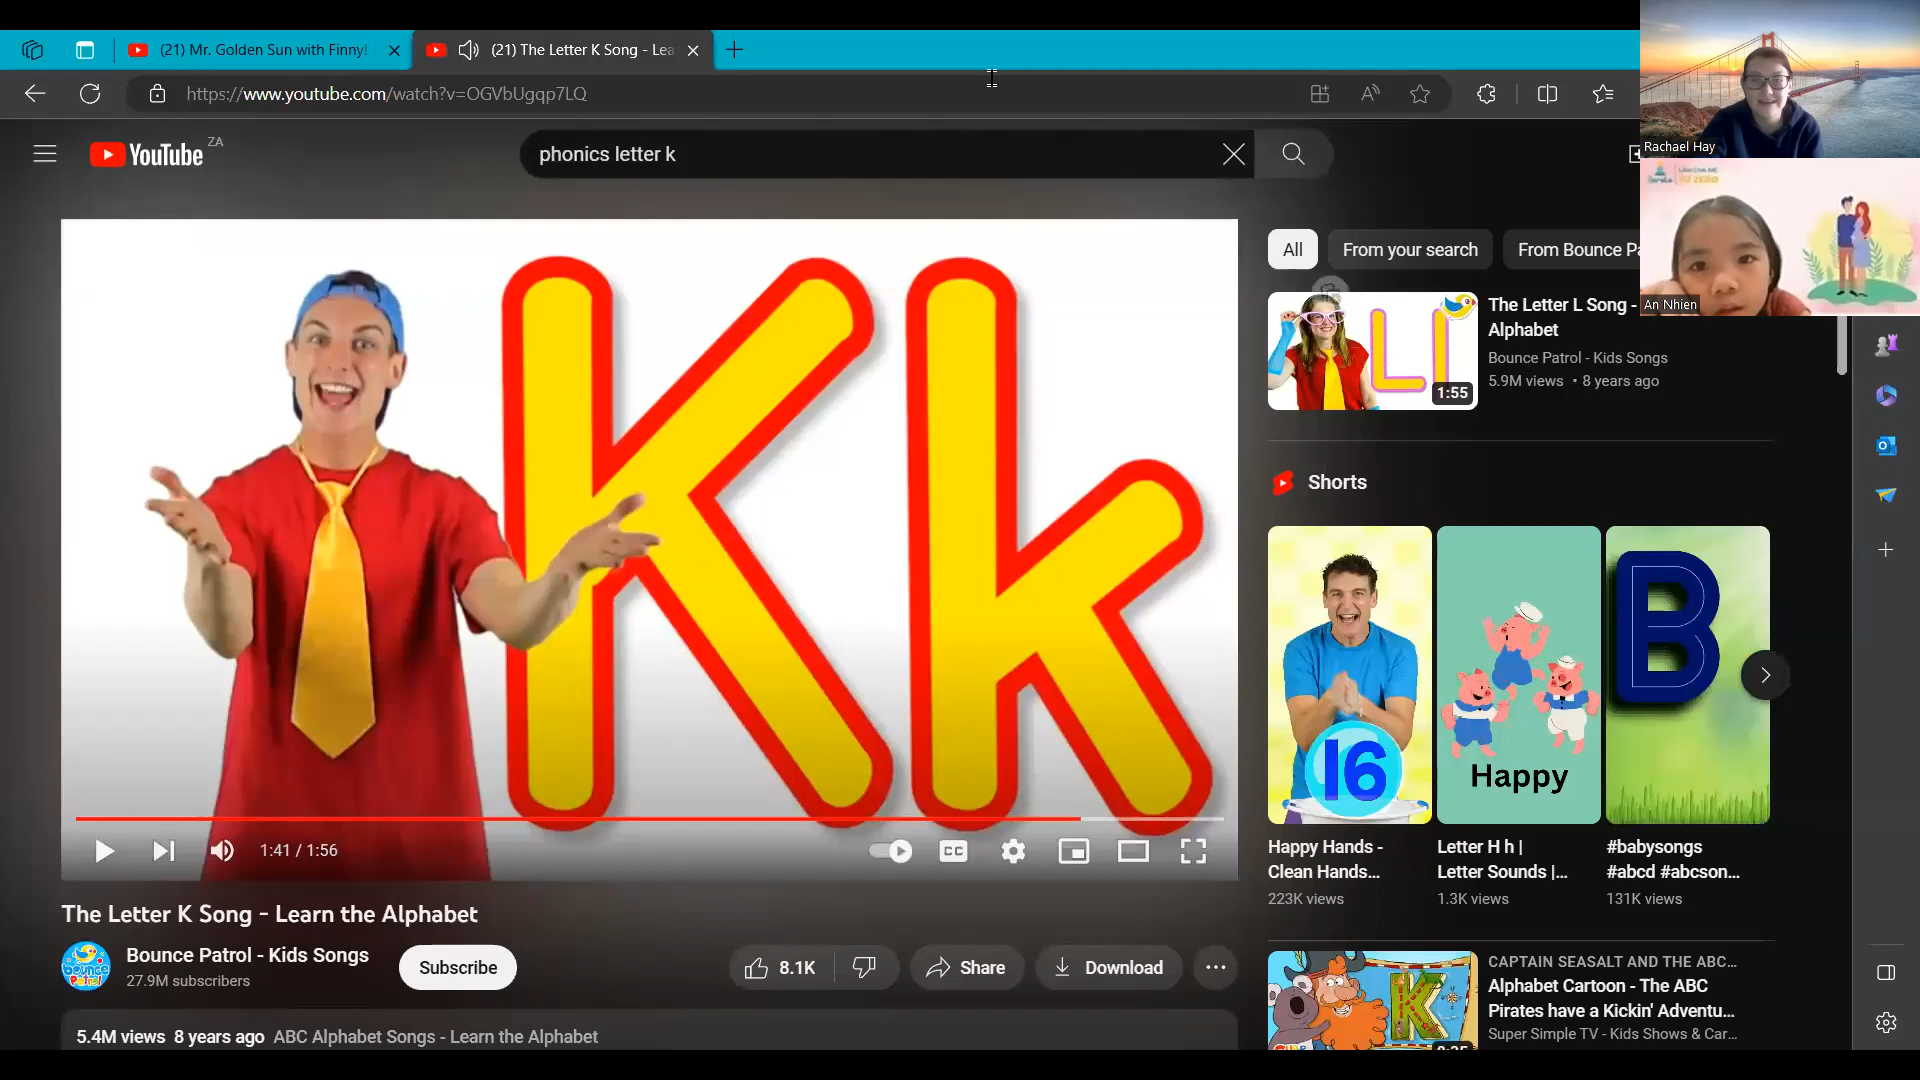 (21) Mr. Golden Sun with Finny!
(21) The Letter K Song - Lea
https://www.youtube.com/watch?v=OGVbUgqp7LQ
YouTube ZA
phonics letter k
Rachael Hay
An Nhien
Kk
1:41 / 1:56
CC
The Letter K Song - Learn the Alphabet
Bounce Patrol - Kids Songs
27.9M subscribers
Subscribe
8.1K
Share
Download
5.4M views 8 years ago ABC Alphabet Songs - Learn the Alphabet
All
From your search
From Bounce Pa
Ll
1:55
The Letter L Song -
Alphabet
Bounce Patrol - Kids Songs
5.9M views • 8 years ago
Shorts
16
Happy
B
Happy Hands -
Clean Hands...
223K views
Letter H h |
Letter Sounds |...
1.3K views
#babysongs
#abcd #abcson...
131K views
K
CAPTAIN SEASALT AND THE ABC...
Alphabet Cartoon - The ABC
Pirates have a Kickin' Adventu...
Super Simple TV - Kids Shows & Car...